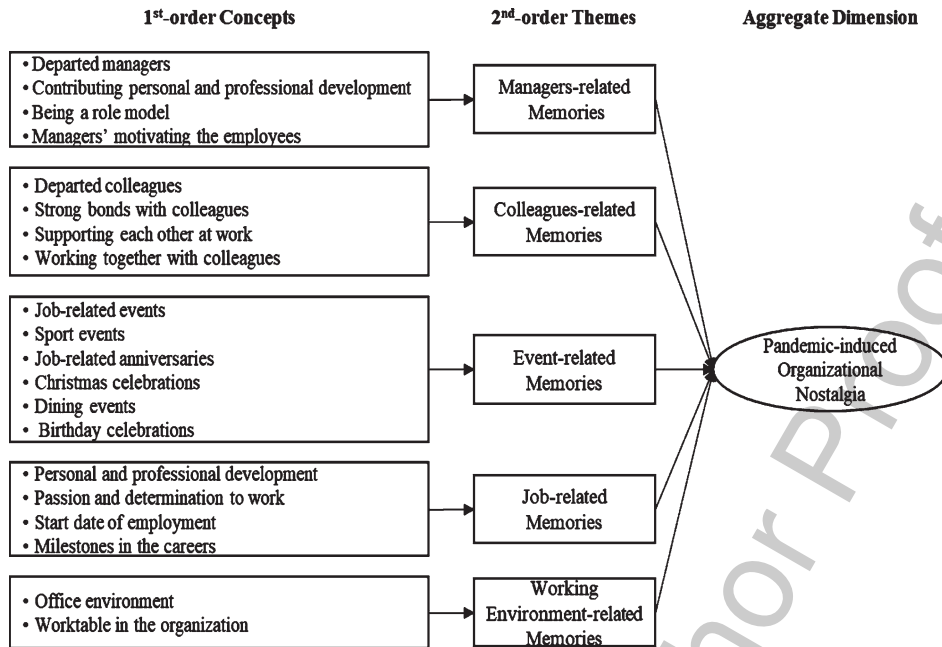 1st-order Concepts
2nd-order Themes
Aggregate Dimension
• Departed managers
• Contributing personal and professional development
• Being a role model
• Managers' motivating the employees
Managers-related
Memories
• Departed colleagues
• Strong bonds with colleagues
• Supporting each other at work
• Working together with colleagues
Colleagues-related
Memories
• Job-related events
• Sport events
• Job-related anniversaries
• Christmas celebrations
• Dining events
• Birthday celebrations
Event-related
Memories
Pandemic-induced
Organizational
Nostalgia
• Personal and professional development
• Passion and determination to work
• Start date of employment
• Milestones in the careers
Job-related
Memories
• Office environment
• Worktable in the organization
Working
Environment-related
Memories
hor Proof